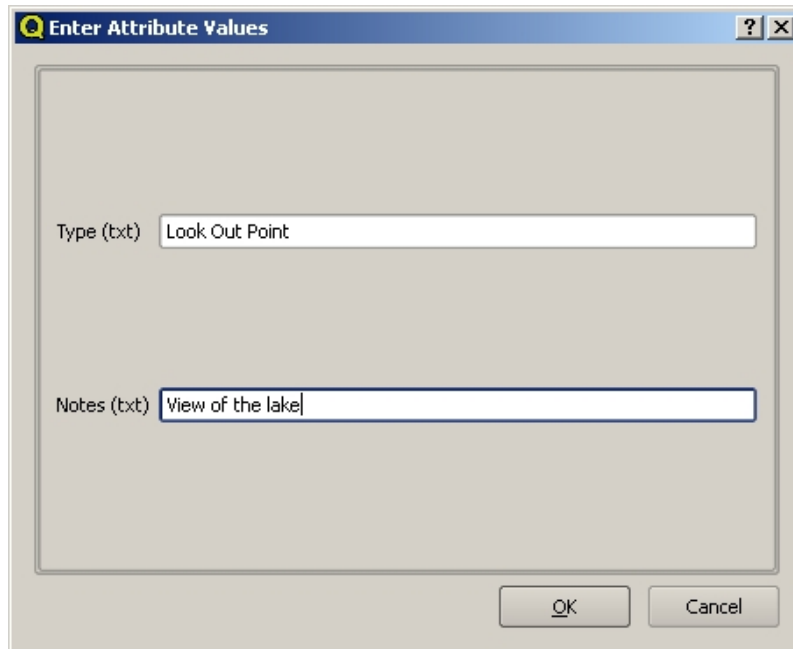 Enter Attribute Values
Type (txt) Look Out Point
Notes (txt) View of the lake
OK Cancel